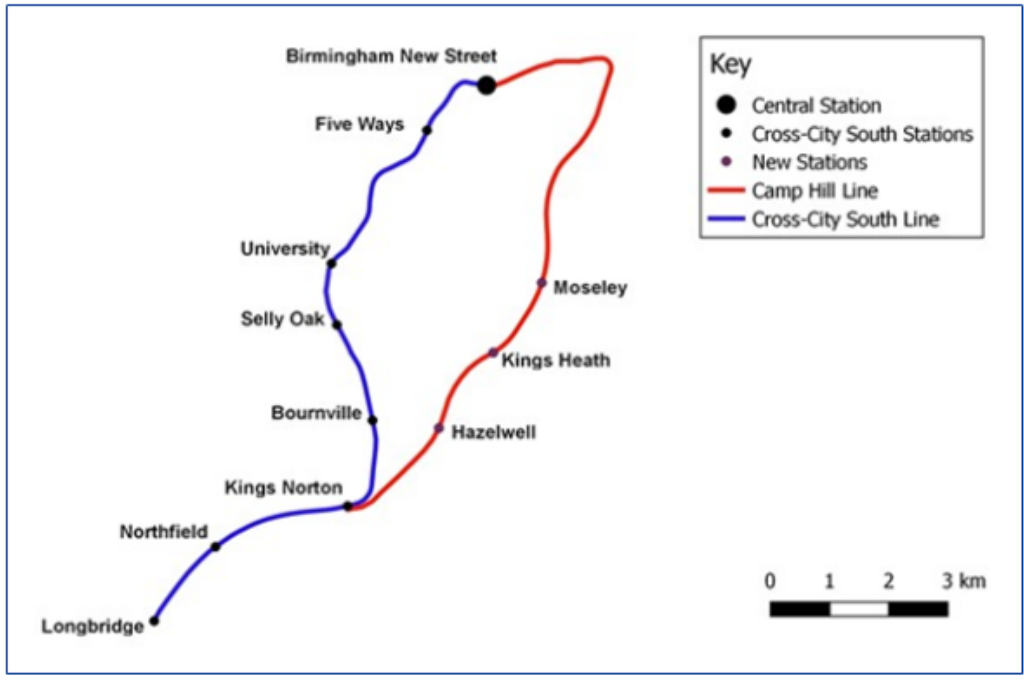 Birmingham New Street
Five Ways
University
Selly Oak
Bournville
Kings Norton
Northfield
Longbridge
Moseley
Kings Heath
Hazelwell
Key
Central Station
Cross-City South Stations
New Stations
Camp Hill Line
Cross-City South Line
0 1 2 3 km